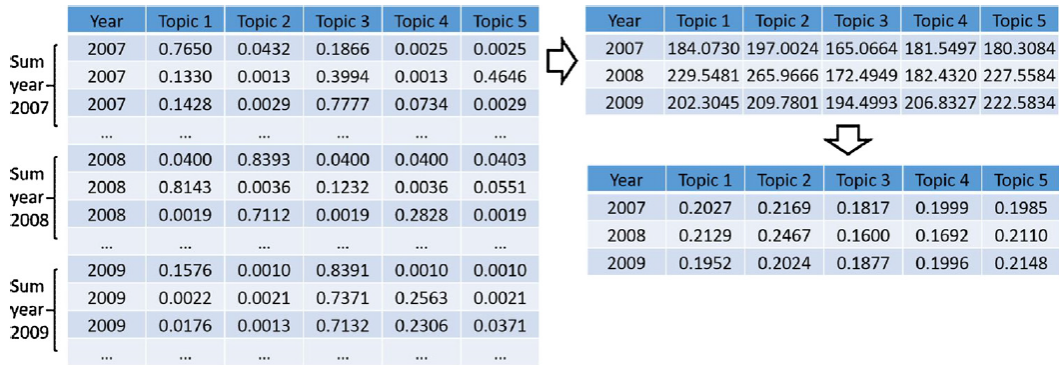 Year Topic 1 Topic 2 Topic 3 Topic 4 Topic 5
Sum year 2007
2007 0.7650 0.0432 0.1866 0.0025 0.0025
2007 0.1330 0.0013 0.3994 0.0013 0.4646
2007 0.1428 0.0029 0.7777 0.0734 0.0029
... ... ... ... ... ...
Sum year 2008
2008 0.0400 0.8393 0.0400 0.0400 0.0403
2008 0.8143 0.0036 0.1232 0.0036 0.0551
2008 0.0019 0.7112 0.0019 0.2828 0.0019
... ... ... ... ... ...
Sum year 2009
2009 0.1576 0.0010 0.8391 0.0010 0.0010
2009 0.0022 0.0021 0.7371 0.2563 0.0021
2009 0.0176 0.0013 0.7132 0.2306 0.0371
... ... ... ... ... ...
Year Topic 1 Topic 2 Topic 3 Topic 4 Topic 5
2007 184.0730 197.0024 165.0664 181.5497 180.3084
2008 229.5481 265.9666 172.4949 182.4320 227.5584
2009 202.3045 209.7801 194.4993 206.8327 222.5834
Year Topic 1 Topic 2 Topic 3 Topic 4 Topic 5
2007 0.2027 0.2169 0.1817 0.1999 0.1985
2008 0.2129 0.2467 0.1600 0.1692 0.2110
2009 0.1952 0.2024 0.1877 0.1996 0.2148